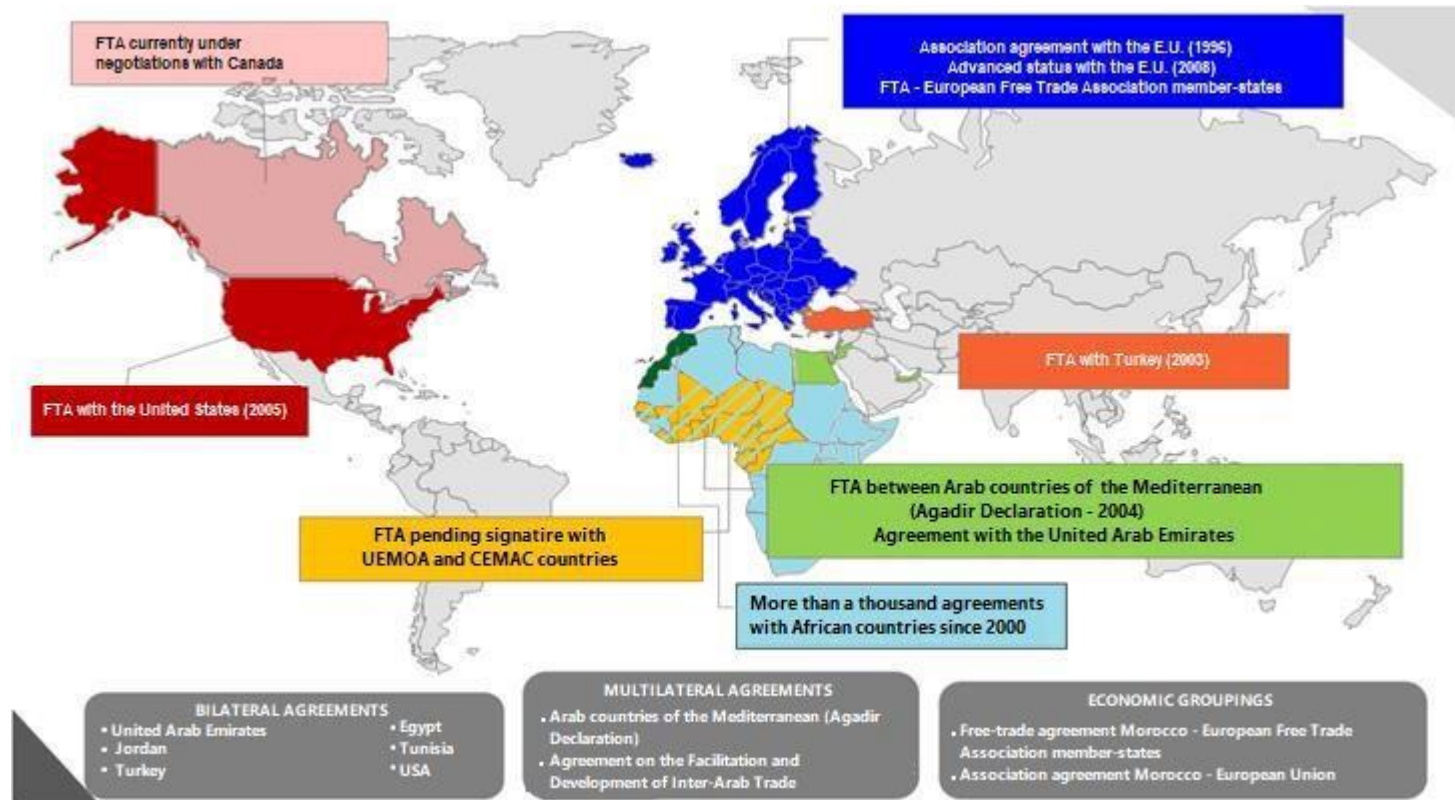 FTA currently under
negotiations with Canada
Association agreement with the E.U. (1996)
Advanced status with the E.U. (2008)
FTA - European Free Trade Association member-states
FTA with Turkey (2003)
FTA with the United States (2005)
FTA between Arab countries of the Mediterranean
(Agadir Declaration - 2004)
Agreement with the United Arab Emirates
FTA pending signatire with
UEMOA and CEMAC countries
More than a thousand agreements
with African countries since 2000
BILATERAL AGREEMENTS
• United Arab Emirates
• Jordan
• Turkey
• Egypt
• Tunisia
• USA
MULTILATERAL AGREEMENTS
• Arab countries of the Mediterranean (Agadir
Declaration)
• Agreement on the Facilitation and
Development of Inter-Arab Trade
ECONOMIC GROUPINGS
• Free-trade agreement Morocco - European Free Trade
Association member-states
• Association agreement Morocco - European Union